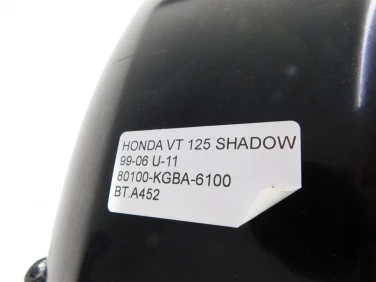 HONDA VT 125 SHADOW
99-06 U-11
80100-KGBA-6100
BT.A452